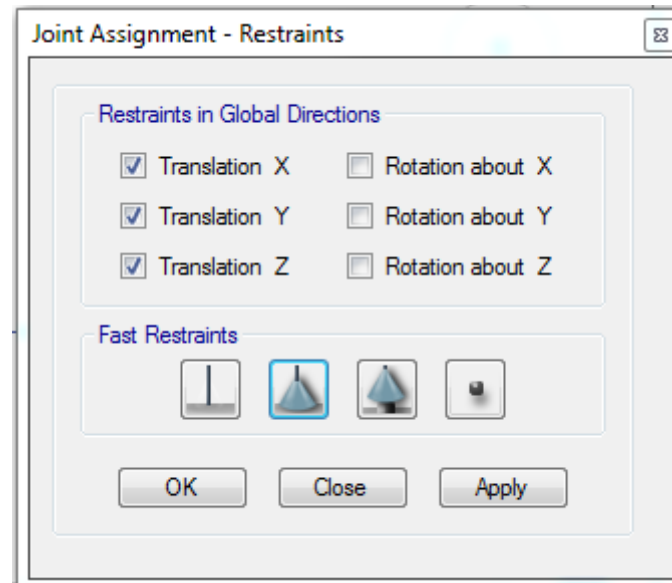 Joint Assignment - Restraints
Restraints in Global Directions
Translation X Rotation about X
Translation Y Rotation about Y
Translation Z Rotation about Z
Fast Restraints
OK Close Apply